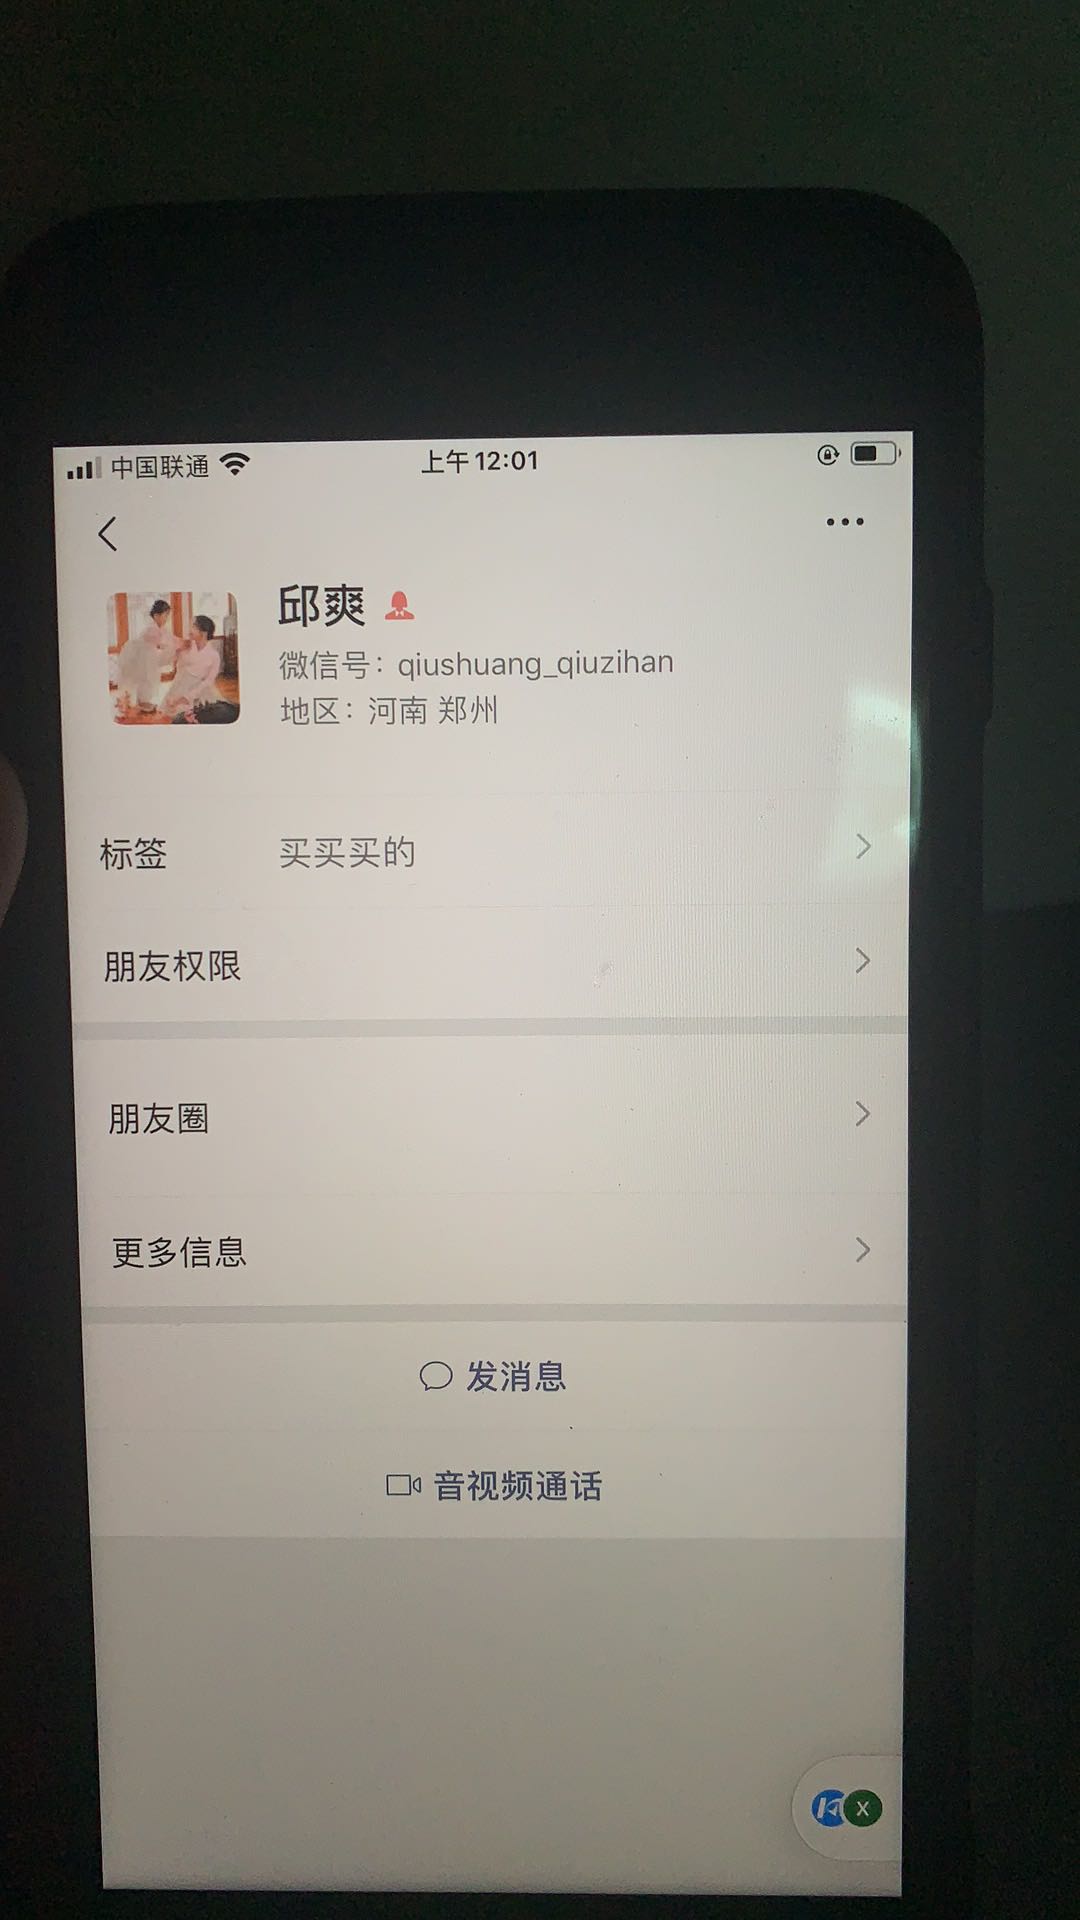 中国联通
上午12:01
邱爽
微信号：qiushuang_qiuzihan
地区：河南 郑州
标签 买买买的
朋友权限
朋友圈
更多信息
发消息
音视频通话
X